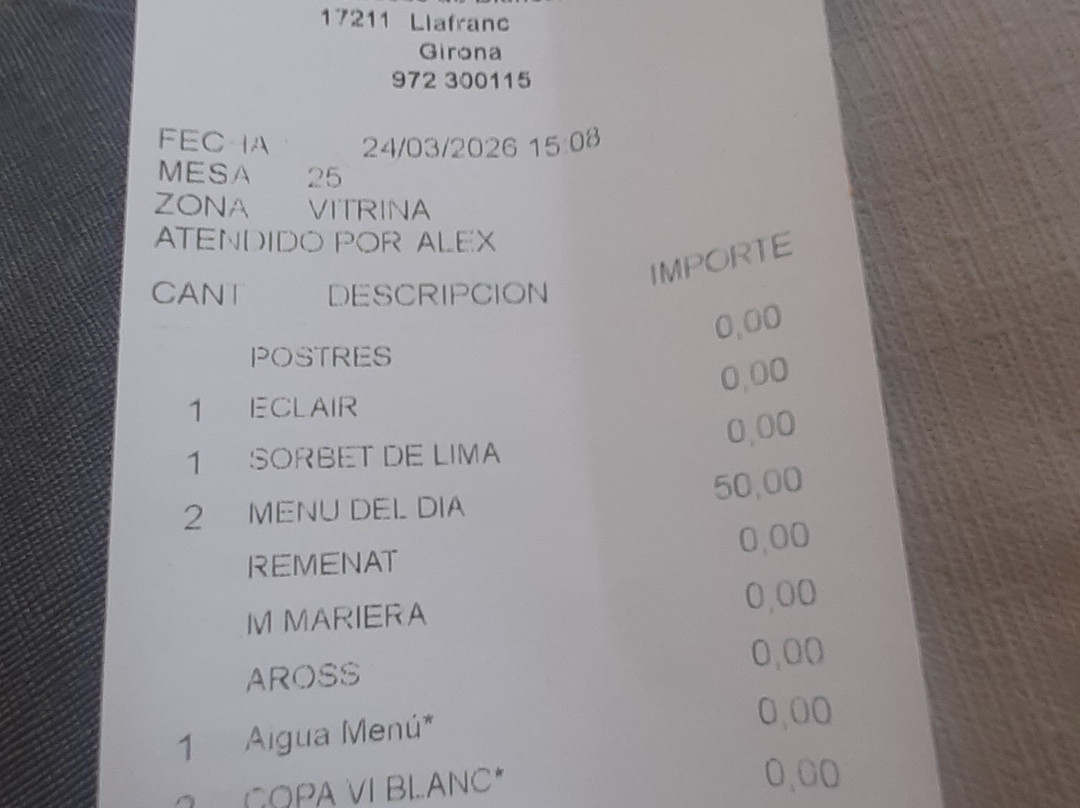 17211 Llafranc
Girona
972 300115
FECHA 24/03/2026 15:08
MESA 25
ZONA VITRINA
ATENDIDO POR ALEX
CANT DESCRIPCION IMPORTE
POSTRES 0,00
1 ECLAIR 0,00
1 SORBET DE LIMA 0,00
2 MENU DEL DIA 50,00
REMENAT 0,00
M MARIERA 0,00
AROSS 0,00
1 Aigua Menú* 0,00
2 COPA VI BLANC* 0,00